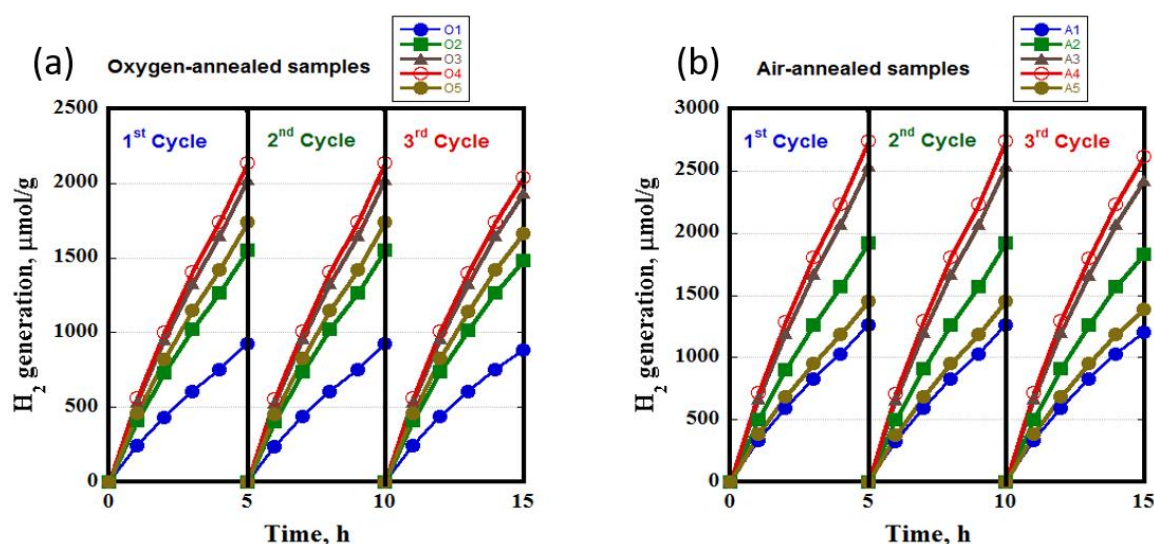 (a)
Oxygen-annealed samples
O1
O2
O3
O4
O5
1st Cycle
2nd Cycle
3rd Cycle
H2 generation, μmol/g
2500
2000
1500
1000
500
0
0 5 10 15
Time, h
(b)
Air-annealed samples
A1
A2
A3
A4
A5
1st Cycle
2nd Cycle
3rd Cycle
H2 generation, μmol/g
3000
2500
2000
1500
1000
500
0
0 5 10 15
Time, h